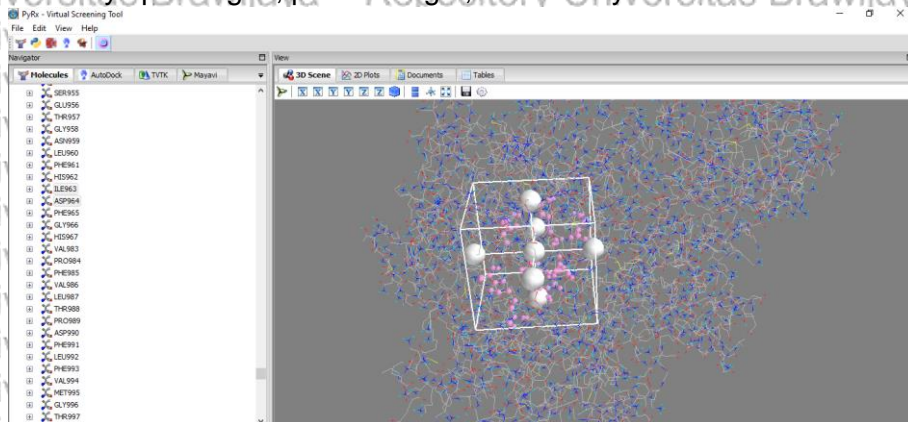 PyRx - Virtual Screening Tool
File Edit View Help
Navigator
View
Molecules AutoDock TVTK Mayavi
3D Scene 2D Plots Documents Tables
X X Y Y Z Z
SER955
GLU956
THR957
GLY958
ASN959
LEU960
PHE961
HIS962
ILE963
ASP964
PHE965
GLY966
HIS967
VAL983
PRO984
PHE985
VAL986
LEU987
THR988
PRO989
ASP990
PHE991
LEU992
PHE993
VAL994
MET995
GLY996
THR997